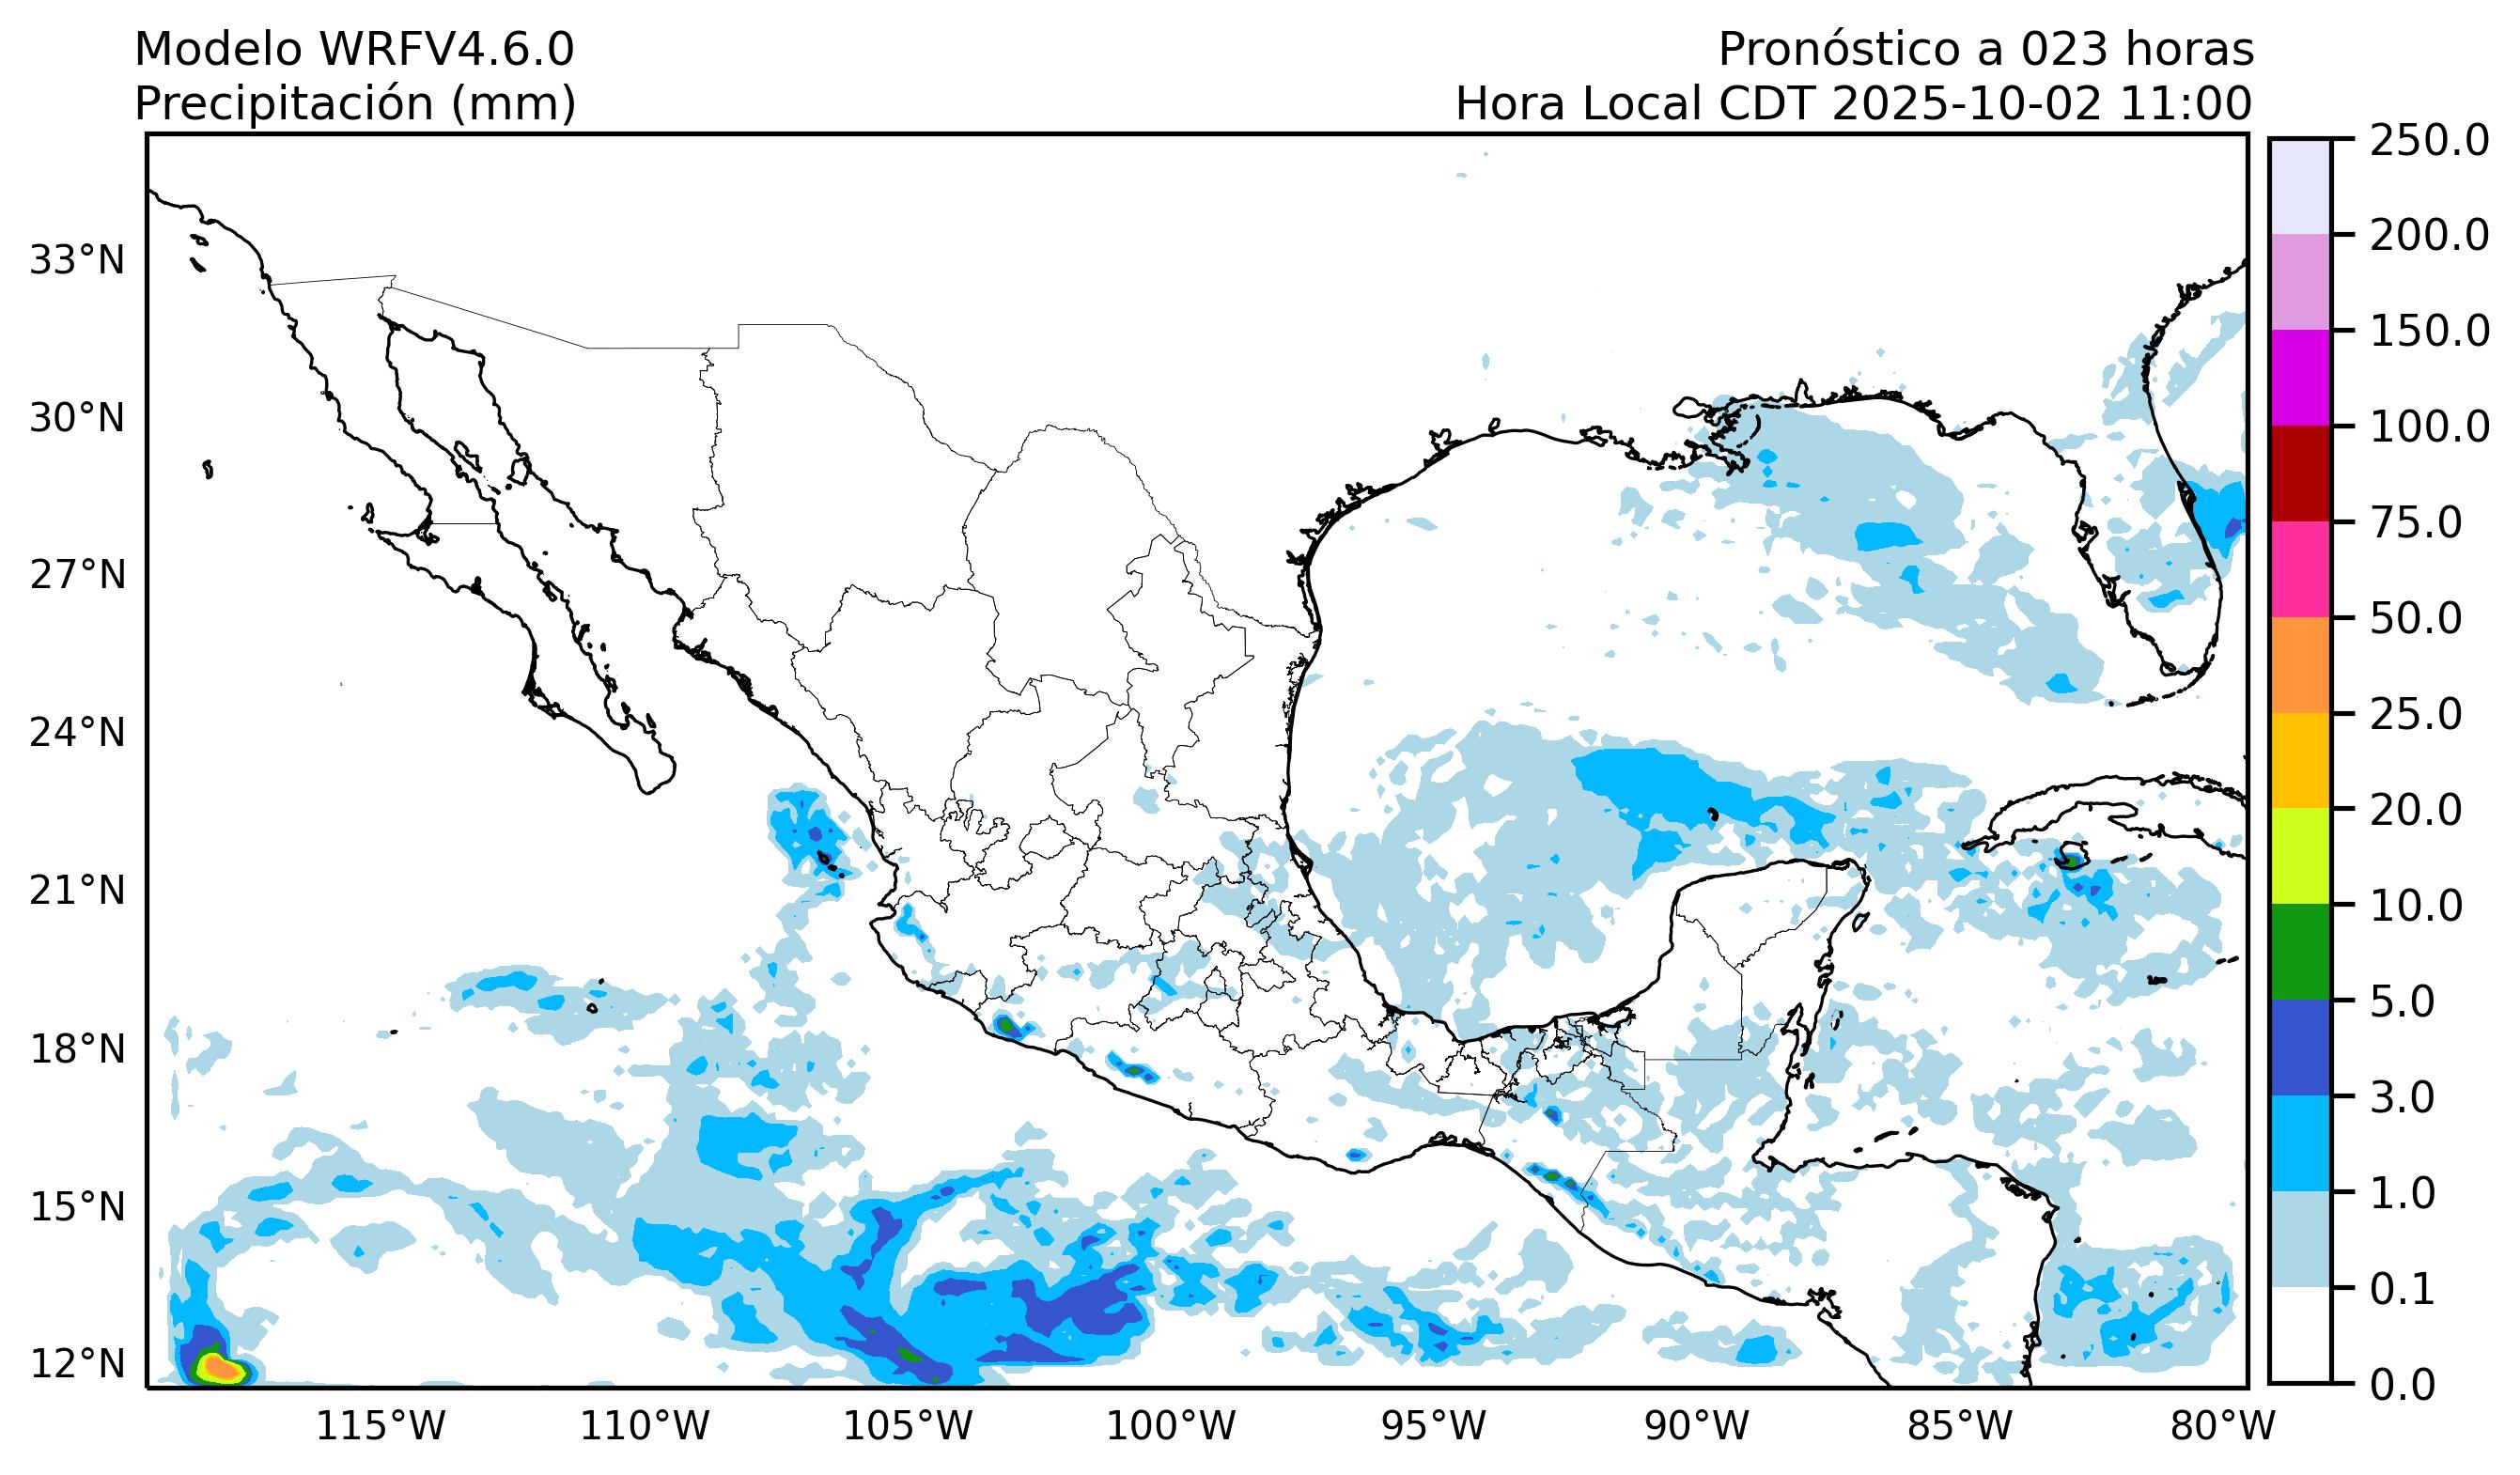 Modelo WRFV4.6.0
Precipitación (mm)
Pronóstico a 023 horas
Hora Local CDT 2025-10-02 11:00
33°N
30°N
27°N
24°N
21°N
18°N
15°N
12°N
115°W
110°W
105°W
100°W
95°W
90°W
85°W
80°W
250.0
200.0
150.0
100.0
75.0
50.0
25.0
20.0
10.0
5.0
3.0
1.0
0.1
0.0